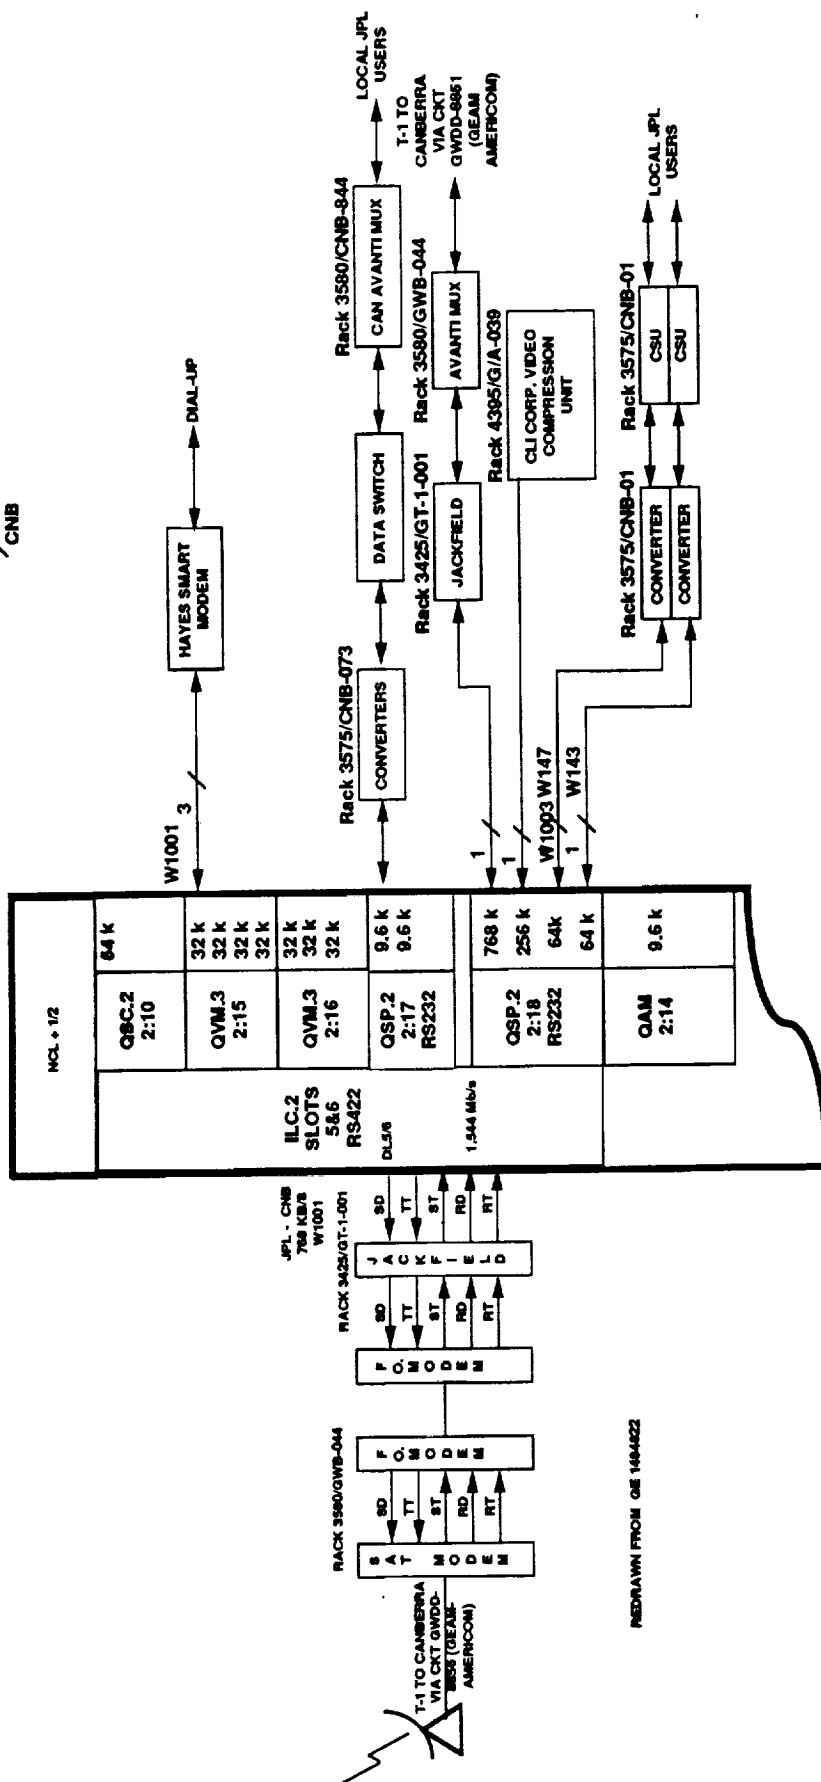 CNB
T-1 TO CANBERRA
VIA CKT GWDD-
(GEAM-
AMERICOM)
RACK 3580/GWB-044
SAT MODEM
SD
TT
ST
RD
RT
F.O. MODEM
F.O. MODEM
SD
TT
ST
RD
RT
JPL - CNB
768 KB/S
W1001
RACK 3425/GT-1-001
JACKFIELD
SD
TT
ST
RD
RT
NCL + 1/2
ILC.2
SLOTS
5&6
RS422
DL5/6
1.544 Mb/s
QSC.2
2:10
64 k
QVM.3
2:15
32 k
32 k
32 k
32 k
QVM.3
2:16
32 k
32 k
32 k
QSP.2
2:17
RS232
9.6 k
9.6 k
QSP.2
2:18
RS232
768 k
256 k
64k
64 k
QAM
2:14
9.6 k
W1001
3
HAYES SMART
MODEM
DIAL-UP
Rack 3575/CNB-073
CONVERTERS
DATA SWITCH
Rack 3580/CNB-844
CAN AVANTI MUX
LOCAL JPL
USERS
1
Rack 3425/GT-1-001
JACKFIELD
Rack 3580/GWB-044
AVANTI MUX
T-1 TO
CANBERRA
VIA CKT
GWDD-8851
(GEAM
AMERICOM)
1
Rack 4395/G/A-039
CLI CORP. VIDEO
COMPRESSION
UNIT
W1003 W147
1
W143
Rack 3575/CNB-01
CONVERTER
CONVERTER
Rack 3575/CNB-01
CSU
CSU
LOCAL JPL
USERS
REDRAWN FROM GE 1484822